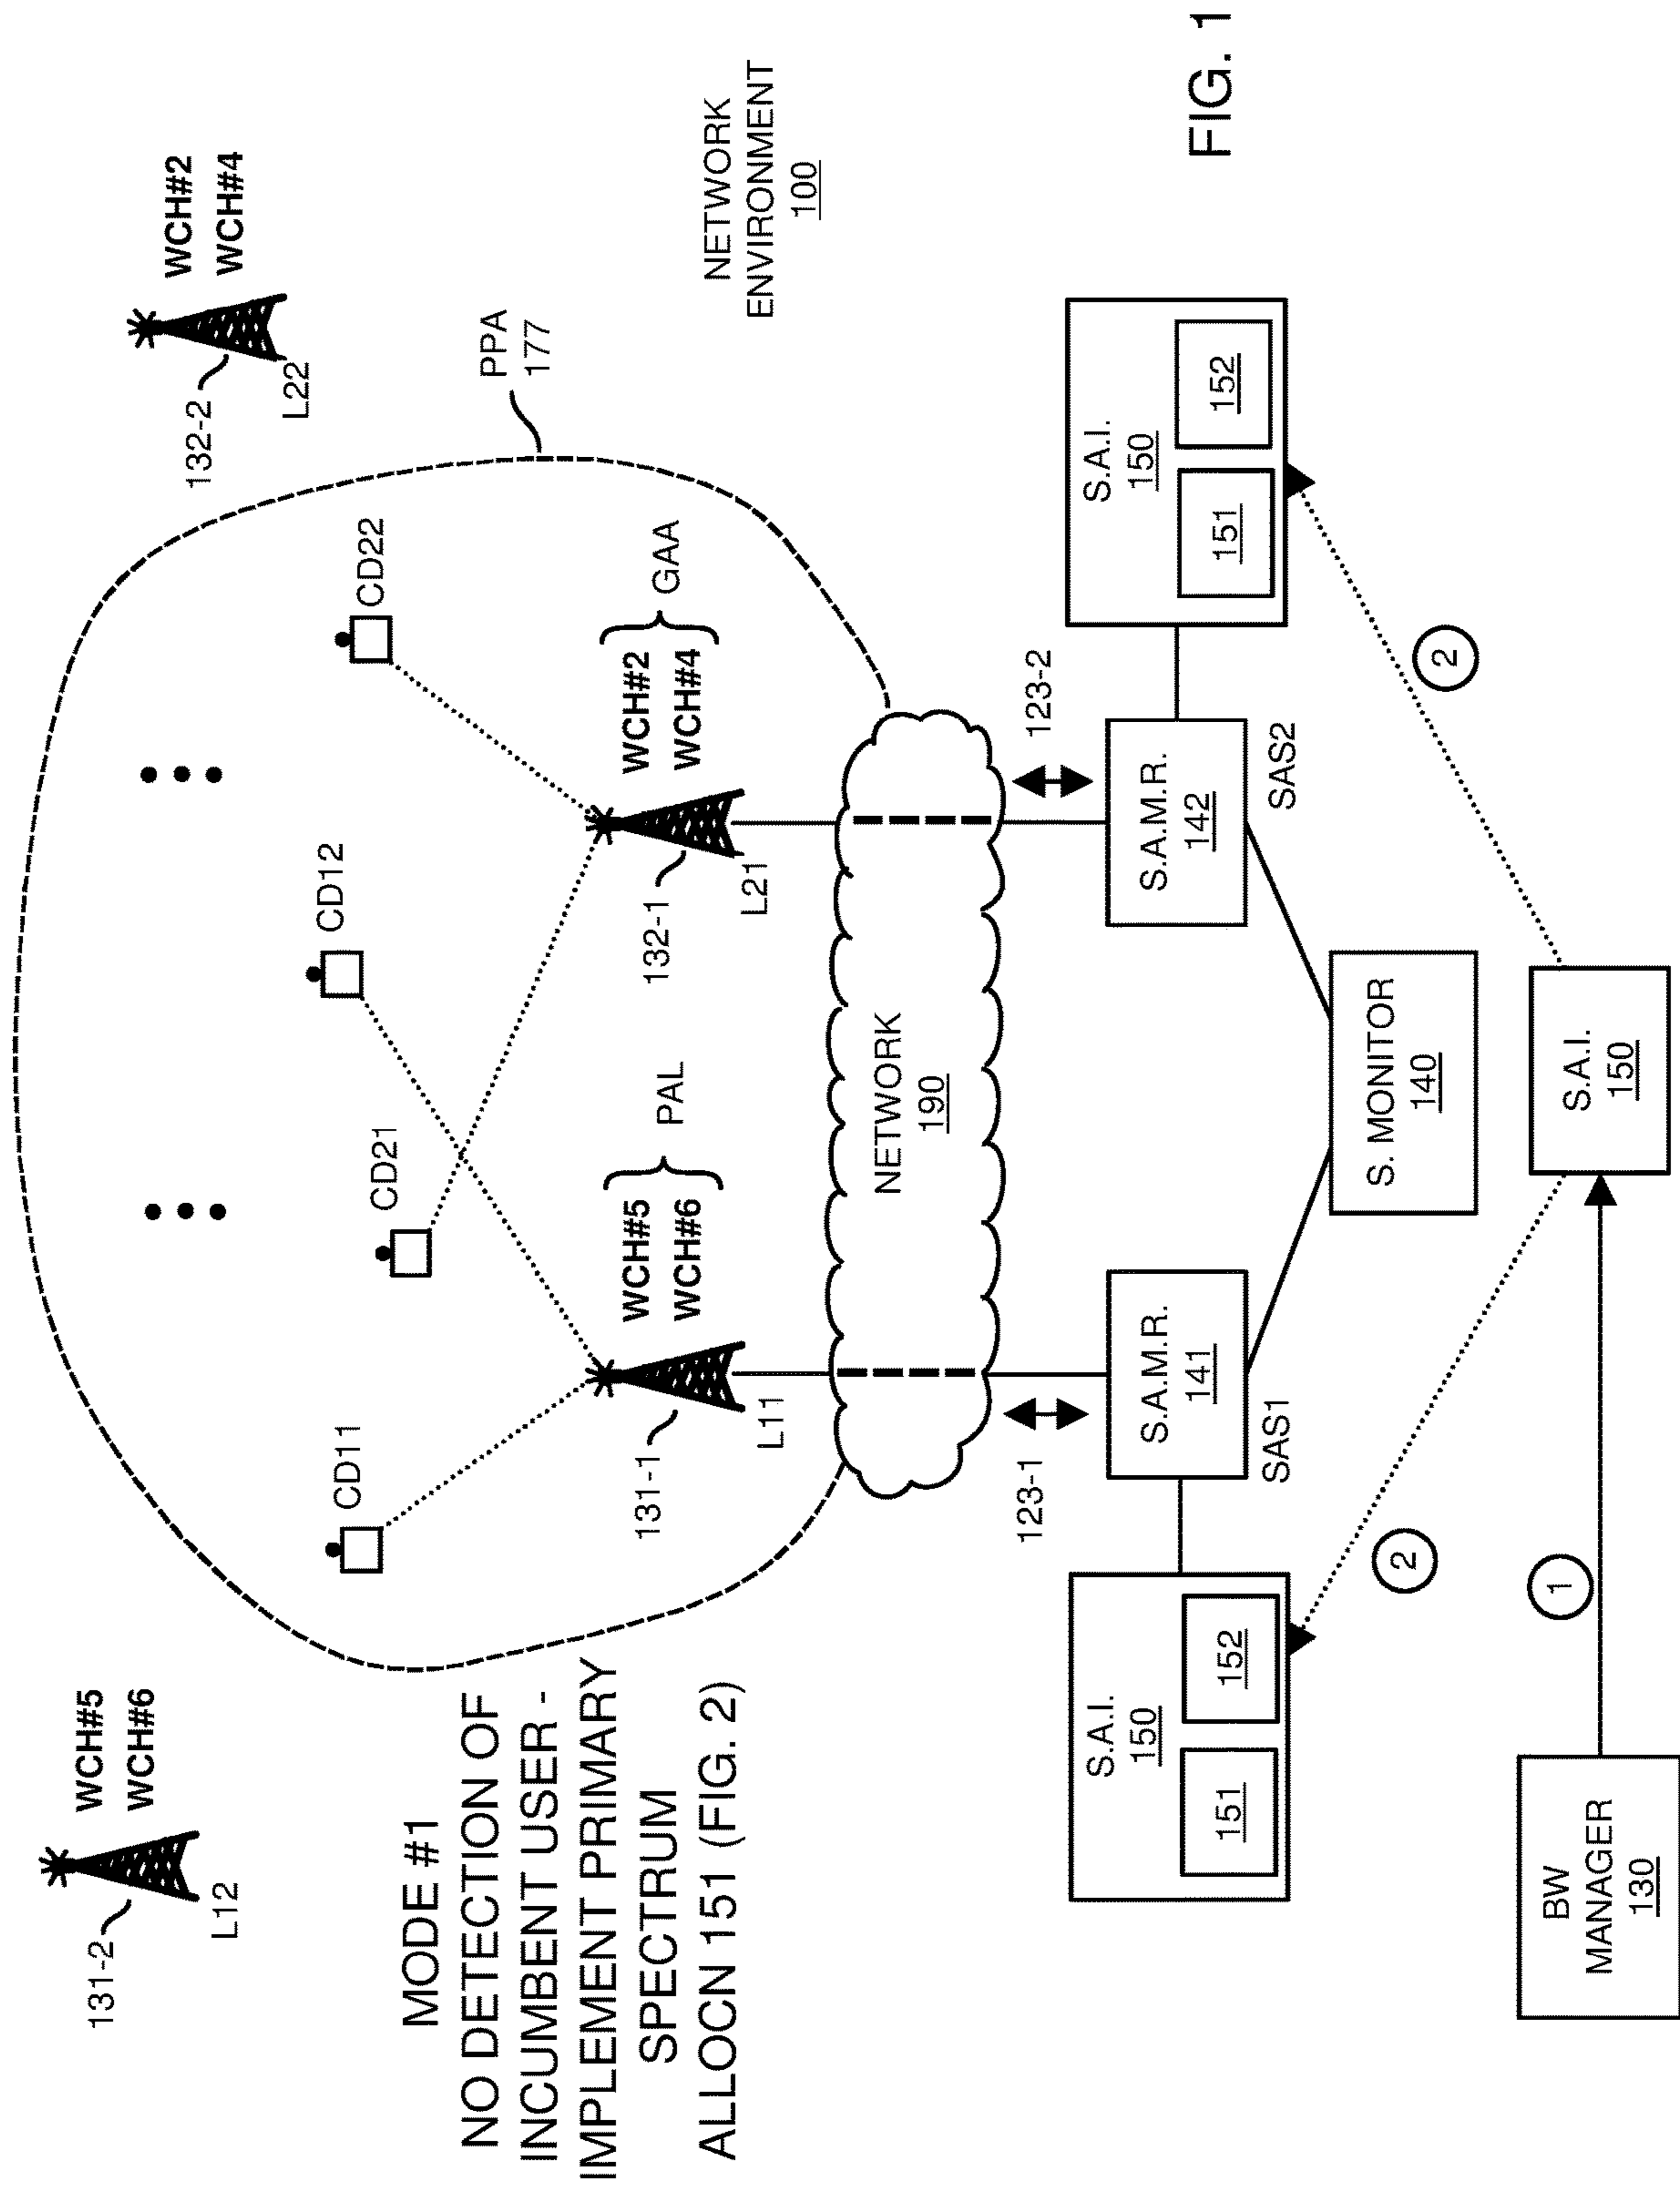 WCH#5
WCH#6
131-2
L12
WCH#2
WCH#4
132-2
L22
PPA
177
NETWORK
ENVIRONMENT
100
MODE #1
NO DETECTION OF
INCUMBENT USER -
IMPLEMENT PRIMARY
SPECTRUM
ALLOCN 151 (FIG. 2)
CD11
CD21
CD12
CD22
WCH#5
WCH#6
PAL
131-1
L11
WCH#2
WCH#4
GAA
132-1
L21
NETWORK
190
123-1
123-2
S.A.I.
150
151
152
S.A.M.R.
141
SAS1
S.A.M.R.
142
SAS2
S.A.I.
150
151
152
S. MONITOR
140
2
2
BW
MANAGER
130
1
S.A.I.
150
FIG. 1